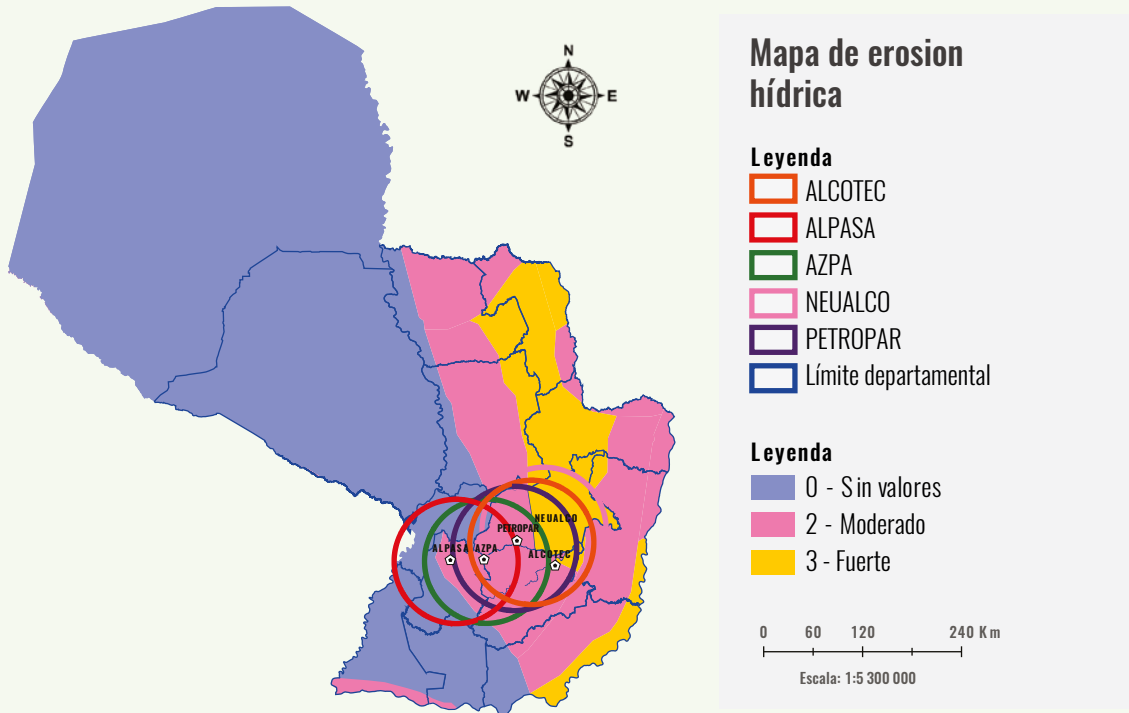 N
W E
S
NEUALCO
PETROPAR
ALPASA AZPA
ALCOTEC
Mapa de erosion
hídrica
Leyenda
ALCOTEC
ALPASA
AZPA
NEUALCO
PETROPAR
Límite departamental
Leyenda
0 - Sin valores
2 - Moderado
3 - Fuerte
0 60 120 240 Km
Escala: 1:5 300 000